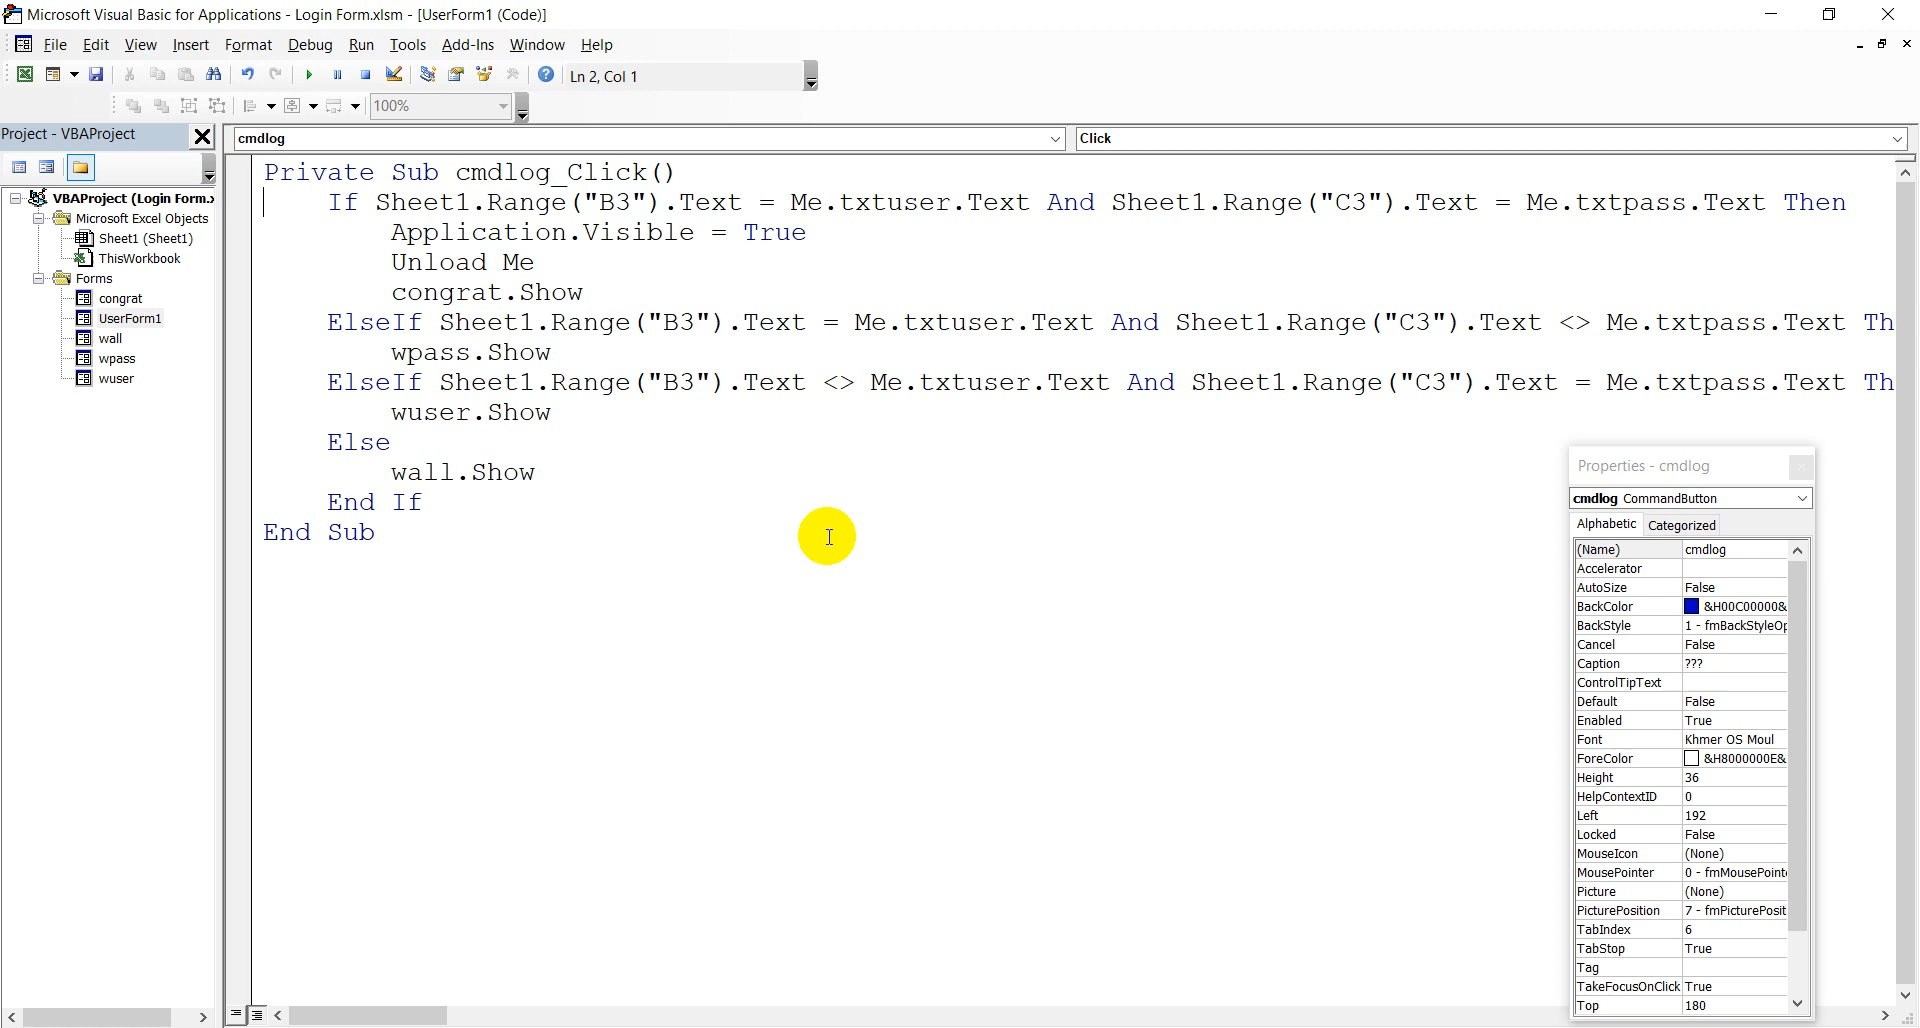 Microsoft Visual Basic for Applications - Login Form.xlsm - [UserForm1 (Code)]
File Edit View Insert Format Debug Run Tools Add-Ins Window Help
Ln 2, Col 1
100%
Project - VBAProject
cmdlog
Click
VBAProject (Login Form.x
Microsoft Excel Objects
Sheet1 (Sheet1)
ThisWorkbook
Forms
congrat
UserForm1
wall
wpass
wuser
Private Sub cmdlog_Click()
If Sheet1.Range("B3").Text = Me.txtuser.Text And Sheet1.Range("C3").Text = Me.txtpass.Text Then
Application.Visible = True
Unload Me
congrat.Show
ElseIf Sheet1.Range("B3").Text = Me.txtuser.Text And Sheet1.Range("C3").Text <> Me.txtpass.Text Th
wpass.Show
ElseIf Sheet1.Range("B3").Text <> Me.txtuser.Text And Sheet1.Range("C3").Text = Me.txtpass.Text Th
wuser.Show
Else
wall.Show
End If
End Sub
Properties - cmdlog
cmdlog CommandButton
Alphabetic Categorized
(Name) cmdlog
Accelerator
AutoSize False
BackColor &H00C00000&
BackStyle 1 - fmBackStyleOp
Cancel False
Caption ???
ControlTipText
Default False
Enabled True
Font Khmer OS Moul
ForeColor &H8000000E&
Height 36
HelpContextID 0
Left 192
Locked False
MouseIcon (None)
MousePointer 0 - fmMousePoint
Picture (None)
PicturePosition 7 - fmPicturePosit
TabIndex 6
TabStop True
Tag
TakeFocusOnClick True
Top 180